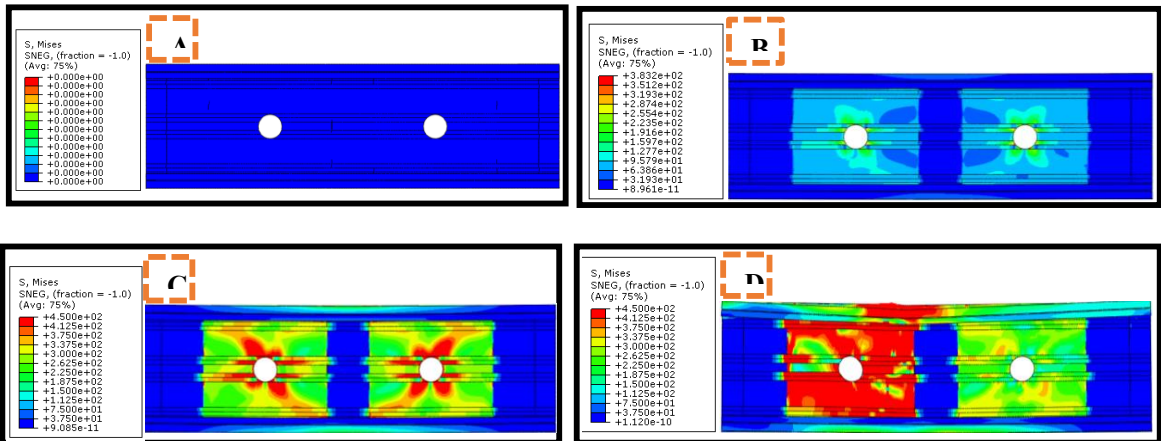 A
S, Mises
SNEG, (fraction = -1.0)
(Avg: 75%)
+0.000e+00
+0.000e+00
+0.000e+00
+0.000e+00
+0.000e+00
+0.000e+00
+0.000e+00
+0.000e+00
+0.000e+00
+0.000e+00
+0.000e+00
+0.000e+00
+0.000e+00
B
S, Mises
SNEG, (fraction = -1.0)
(Avg: 75%)
+3.832e+02
+3.512e+02
+3.193e+02
+2.874e+02
+2.554e+02
+2.235e+02
+1.916e+02
+1.597e+02
+1.277e+02
+9.579e+01
+6.386e+01
+3.193e+01
+8.961e-11
C
S, Mises
SNEG, (fraction = -1.0)
(Avg: 75%)
+4.500e+02
+4.125e+02
+3.750e+02
+3.375e+02
+3.000e+02
+2.625e+02
+2.250e+02
+1.875e+02
+1.500e+02
+1.125e+02
+7.500e+01
+3.750e+01
+9.085e-11
D
S, Mises
SNEG, (fraction = -1.0)
(Avg: 75%)
+4.500e+02
+4.125e+02
+3.750e+02
+3.375e+02
+3.000e+02
+2.625e+02
+2.250e+02
+1.875e+02
+1.500e+02
+1.125e+02
+7.500e+01
+3.750e+01
+1.120e-10